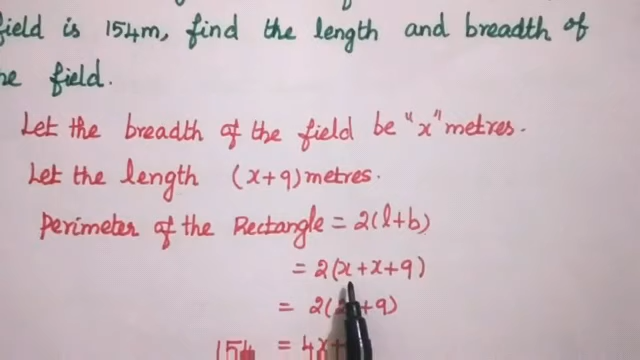 field is 154m, find the length and breadth of
field.
Let the breadth of the field be "x" metres.
Let the length (x+9) metres.
Perimeter of the Rectangle = 2(l+b)
= 2(x+x+9)
= 2(2 +9)
154 = 4x+